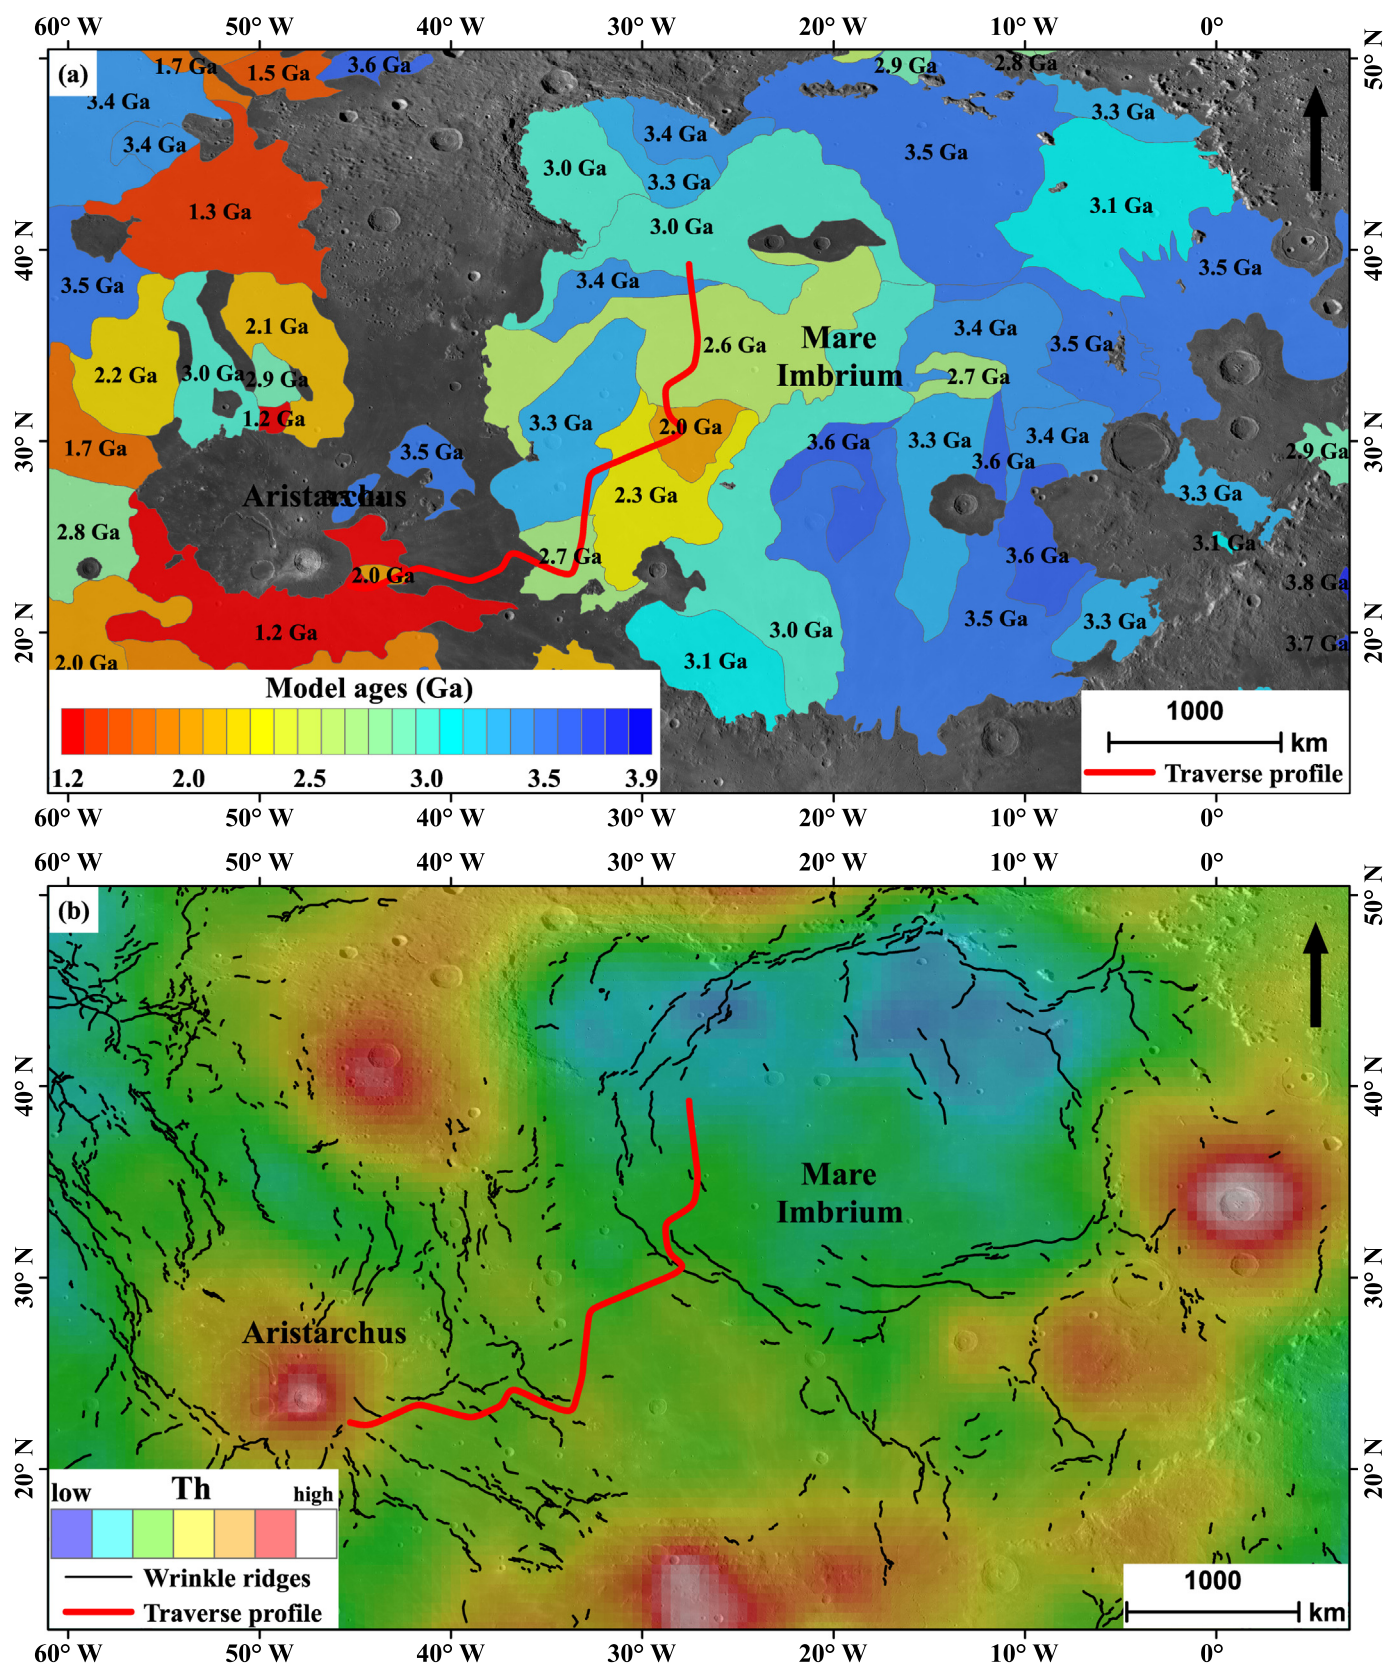 60° W 50° W 40° W 30° W 20° W 10° W 0°
50° N
(a)
1.7 Ga
1.5 Ga
3.6 Ga
2.9 Ga
2.8 Ga
3.4 Ga
3.4 Ga
3.3 Ga
3.4 Ga
3.5 Ga
3.0 Ga
3.3 Ga
1.3 Ga
3.1 Ga
3.0 Ga
40° N
40° N
3.5 Ga
3.5 Ga
3.4 Ga
2.1 Ga
3.4 Ga
2.6 Ga
Mare
Imbrium
3.5 Ga
2.2 Ga
3.0 Ga
2.9 Ga
2.7 Ga
1.2 Ga
3.3 Ga
2.0 Ga
3.6 Ga
3.3 Ga
3.4 Ga
30° N
30° N
1.7 Ga
3.5 Ga
3.6 Ga
2.9 Ga
Aristarchus
2.3 Ga
3.3 Ga
2.8 Ga
3.1 Ga
2.7 Ga
3.6 Ga
2.0 Ga
3.8 Ga
1.2 Ga
3.0 Ga
3.5 Ga
3.3 Ga
20° N
20° N
3.7 Ga
2.0 Ga
3.1 Ga
Model ages (Ga)
1.2 2.0 2.5 3.0 3.5 3.9
1000
km
Traverse profile
60° W 50° W 40° W 30° W 20° W 10° W 0°
60° W 50° W 40° W 30° W 20° W 10° W 0°
50° N
(b)
40° N
40° N
Mare
Imbrium
30° N
30° N
Aristarchus
20° N
20° N
low Th high
Wrinkle ridges
Traverse profile
1000
km
60° W 50° W 40° W 30° W 20° W 10° W 0°